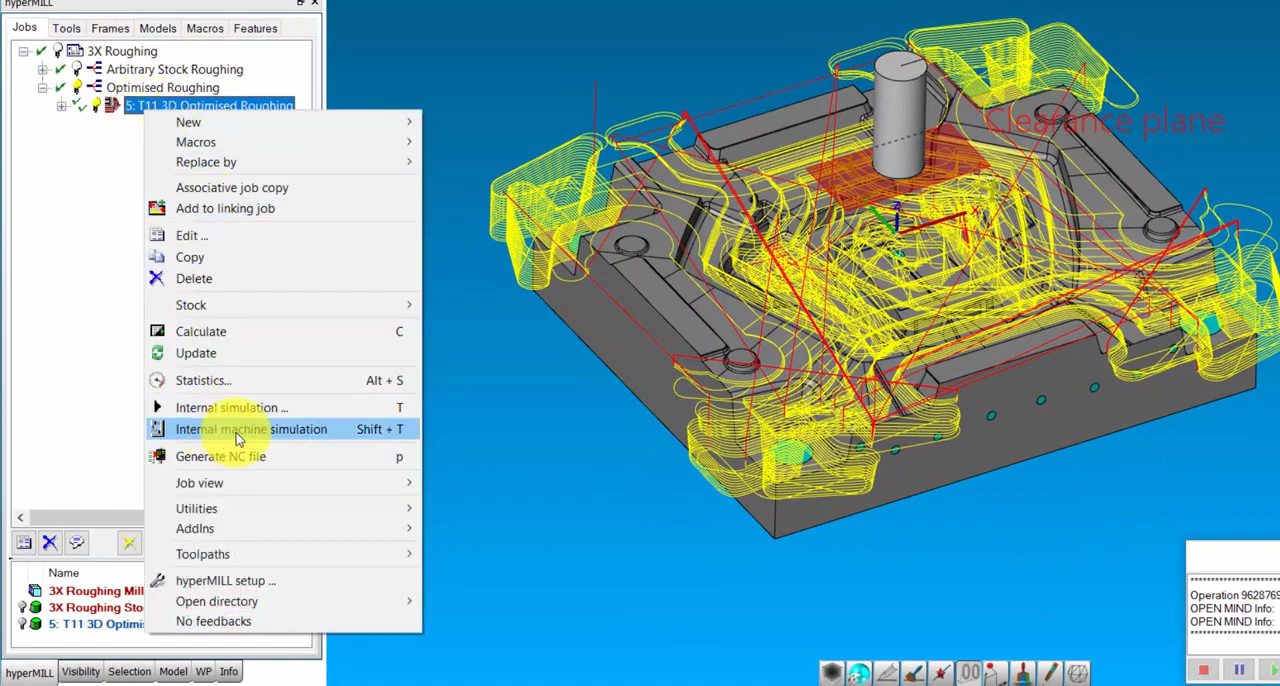 hyperMILL
Jobs Tools Frames Models Macros Features
3X Roughing
Arbitrary Stock Roughing
Optimised Roughing
5: T11 3D Optimised Roughing
New
Macros
Replace by
Associative job copy
Add to linking job
Edit ...
Copy
Delete
Stock
Calculate C
Update
Statistics... Alt + S
Internal simulation ... T
Internal machine simulation Shift + T
Generate NC file p
Job view
Utilities
AddIns
Toolpaths
hyperMILL setup ...
Open directory
No feedbacks
Name
3X Roughing Mill
3X Roughing Sto
5: T11 3D Optimis
hyperMILL Visibility Selection Model WP Info
Clearance plane
X
Z
*********************
Operation 9628769
OPEN MIND Info:
OPEN MIND Info:
*********************